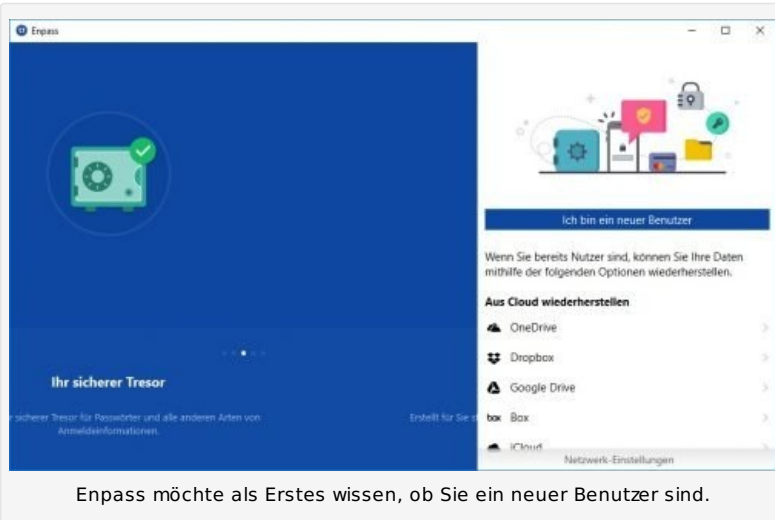 Enpass
Ihr sicherer Tresor
sicherer Tresor für Passwörter und alle anderen Arten von
Anmeldeinformationen.
Erstellt für Sie
Ich bin ein neuer Benutzer
Wenn Sie bereits Nutzer sind, können Sie Ihre Daten
mithilfe der folgenden Optionen wiederherstellen.
Aus Cloud wiederherstellen
OneDrive
Dropbox
Google Drive
box Box
iCloud
Netzwerk-Einstellungen
Enpass möchte als Erstes wissen, ob Sie ein neuer Benutzer sind.